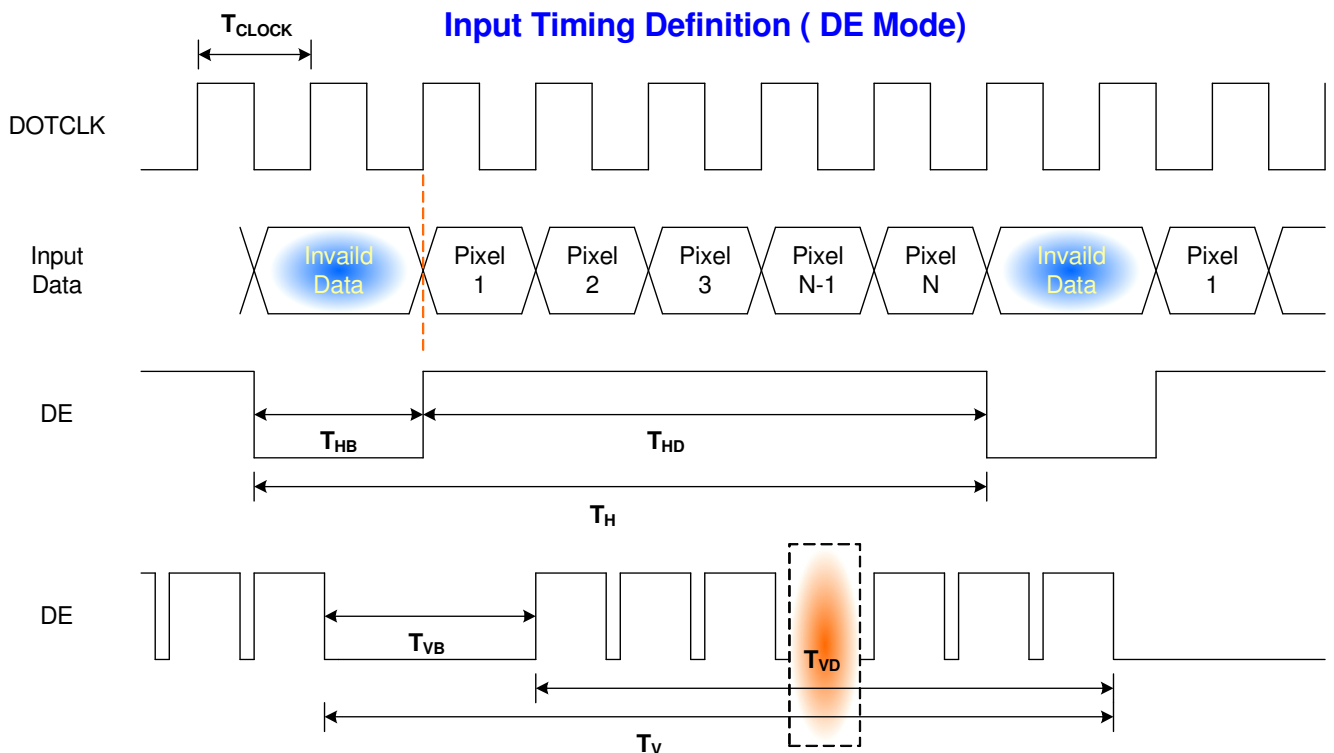 Input Timing Definition ( DE Mode)
TCLOCK
DOTCLK
Input
Data
Invaild
Data
Pixel
1
Pixel
2
Pixel
3
Pixel
N-1
Pixel
N
Invaild
Data
Pixel
1
DE
THB
THD
TH
DE
TVB
TVD
TV